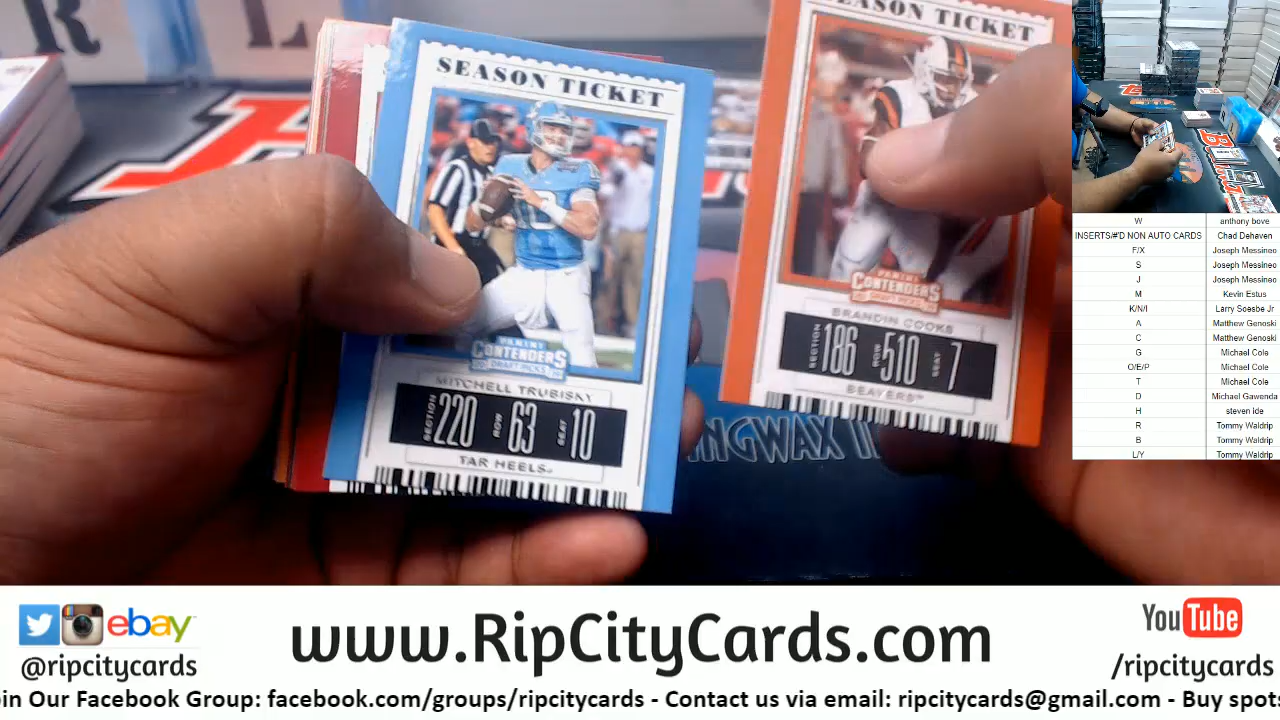 SEASON TICKET
PANINI
CONTENDERS
DRAFT PICKS
MITCHELL TRUBISKY
SECTION 220 ROW 63 SEAT 10
TAR HEELS
SEASON TICKET
PANINI
CONTENDERS
DRAFT PICKS
BRANDIN COOKS
SECTION 186 ROW 510 SEAT 7
BEAVERS™
NGWAX
W anthony bove
INSERTS/#'D NON AUTO CARDS Chad Dehaven
F/X Joseph Messineo
S Joseph Messineo
J Joseph Messineo
M Kevin Estus
K/N/I Larry Soesbe Jr
A Matthew Genoski
C Matthew Genoski
G Michael Cole
O/E/P Michael Cole
T Michael Cole
D Michael Gawenda
H steven ide
R Tommy Waldrip
B Tommy Waldrip
L/Y Tommy Waldrip
ebay
@ripcitycards
www.RipCityCards.com
YouTube
/ripcitycards
oin Our Facebook Group: facebook.com/groups/ripcitycards - Contact us via email: ripcitycards@gmail.com - Buy spots